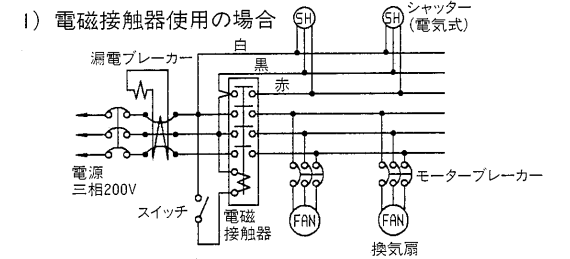 1) 電磁接触器使用の場合
SH
SH
シャッター
(電気式)
白
漏電ブレーカー
黒
赤
電源
三相200V
スイッチ
電磁
接触器
モーターブレーカー
FAN
FAN
換気扇